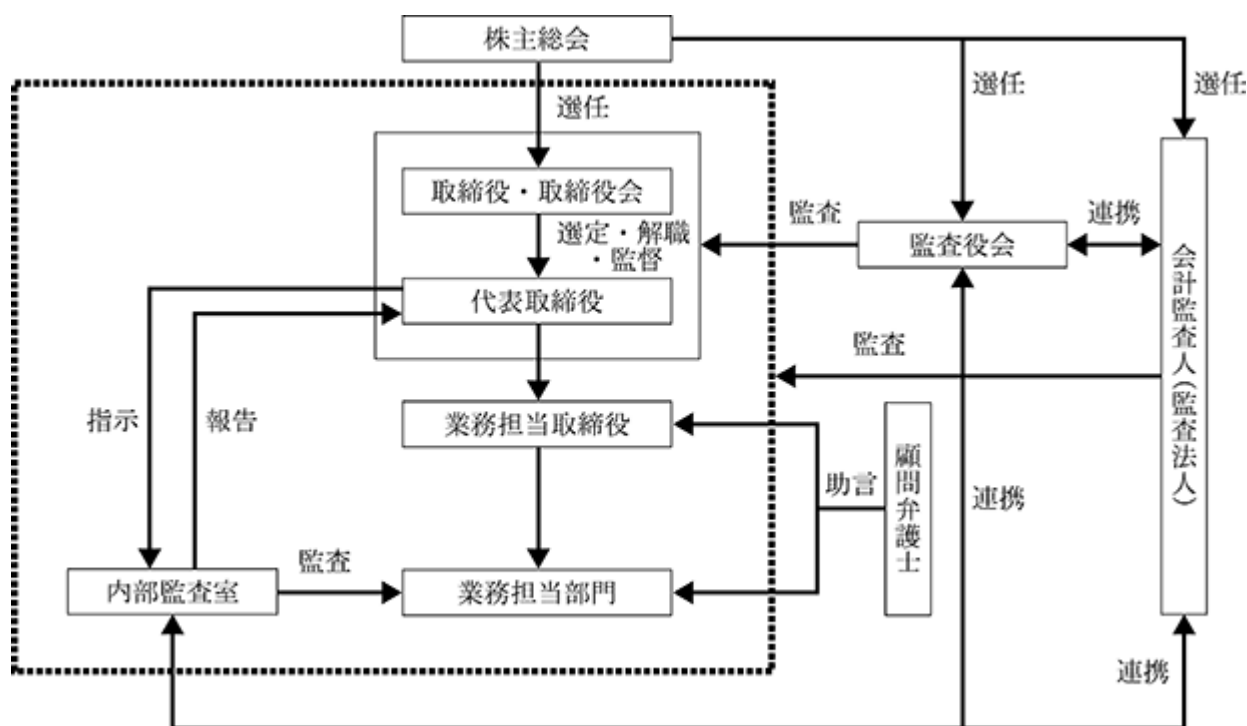 株主総会
選任
選任
選任
取締役・取締役会
選定・解職
・監督
監査
監査役会
連携
代表取締役
監査
会計監査人(監査法人)
指示
報告
業務担当取締役
助言
顧問弁護士
連携
内部監査室
監査
業務担当部門
連携